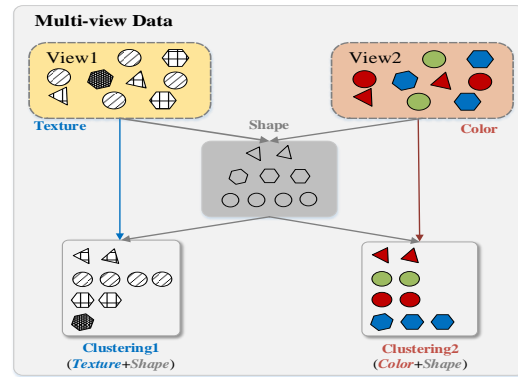 Multi-view Data
View1
View2
Texture
Shape
Color
Clustering1
(Texture+Shape)
Clustering2
(Color+Shape)